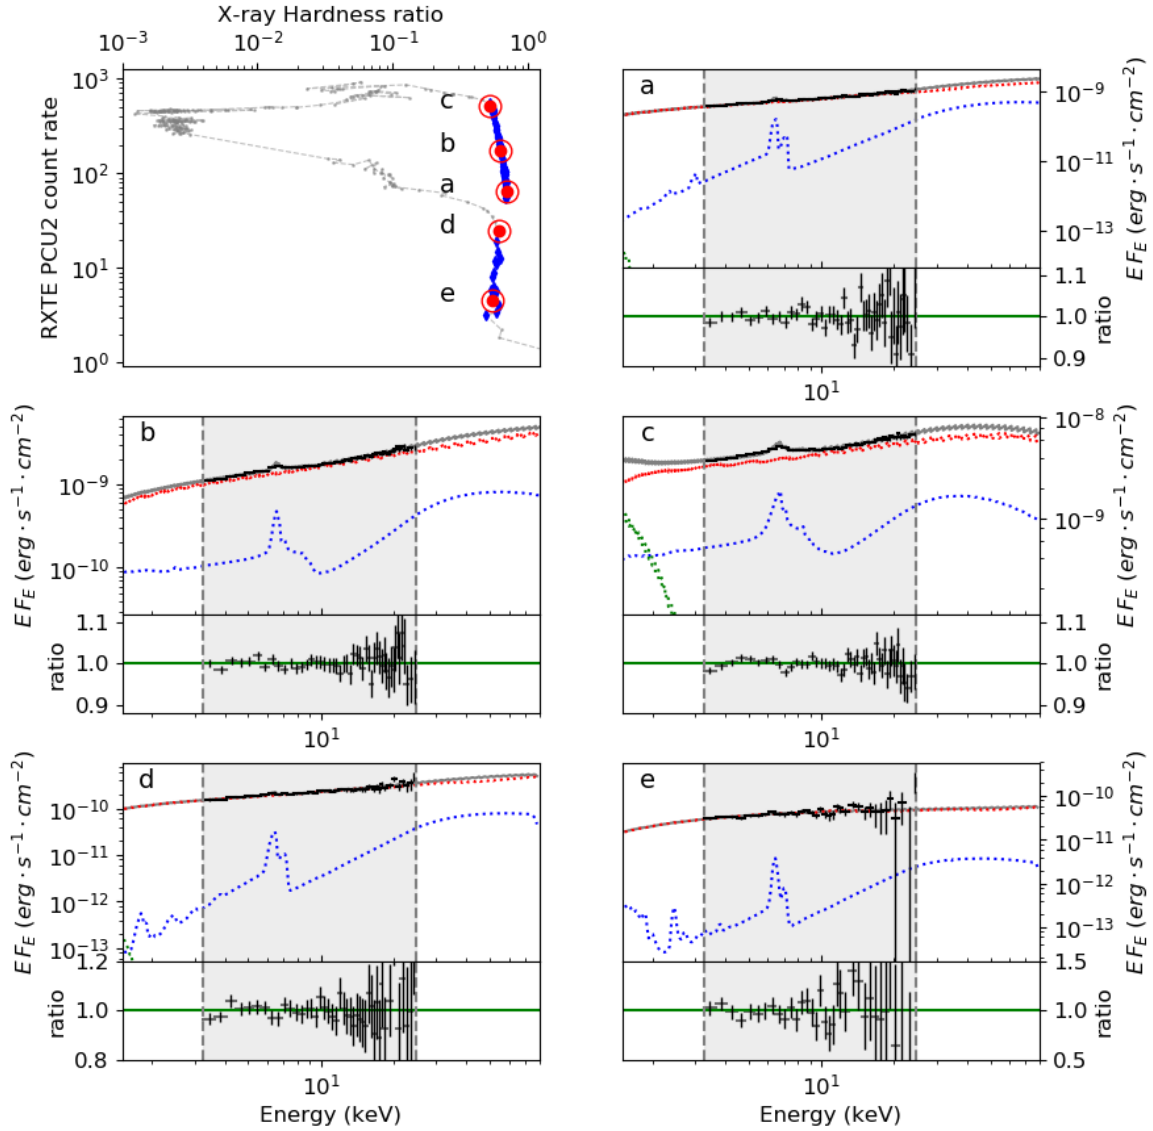 X-ray Hardness ratio
10⁻³ 10⁻² 10⁻¹ 10⁰
RXTE PCU2 count rate
10³
10²
10¹
10⁰
c
b
a
d
e
a
10⁻⁹
10⁻¹¹
10⁻¹³
E F_E (erg · s⁻¹ · cm⁻²)
1.1
1.0
0.9
ratio
10¹
b
E F_E (erg · s⁻¹ · cm⁻²)
10⁻⁹
10⁻¹⁰
ratio
1.1
1.0
0.9
10¹
c
10⁻⁸
10⁻⁹
E F_E (erg · s⁻¹ · cm⁻²)
1.1
1.0
0.9
ratio
10¹
d
E F_E (erg · s⁻¹ · cm⁻²)
10⁻¹⁰
10⁻¹¹
10⁻¹²
10⁻¹³
ratio
1.2
1.0
0.8
10¹
Energy (keV)
e
10⁻¹⁰
10⁻¹¹
10⁻¹²
10⁻¹³
E F_E (erg · s⁻¹ · cm⁻²)
1.5
1.0
0.5
ratio
10¹
Energy (keV)